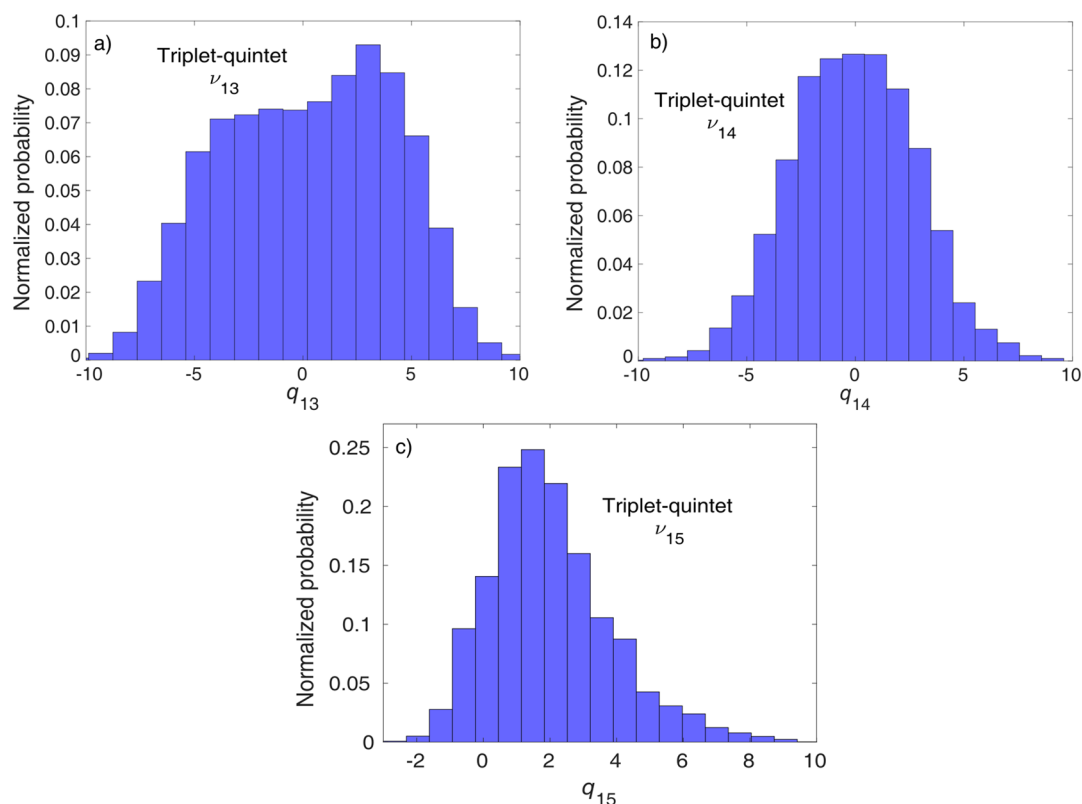 a)
Triplet-quintet
ν13
Normalized probability
0.1
0.09
0.08
0.07
0.06
0.05
0.04
0.03
0.02
0.01
0
-10 -5 0 5 10
q13
b)
Triplet-quintet
ν14
Normalized probability
0.14
0.12
0.1
0.08
0.06
0.04
0.02
0
-10 -5 0 5 10
q14
c)
Triplet-quintet
ν15
Normalized probability
0.25
0.2
0.15
0.1
0.05
0
-2 0 2 4 6 8 10
q15